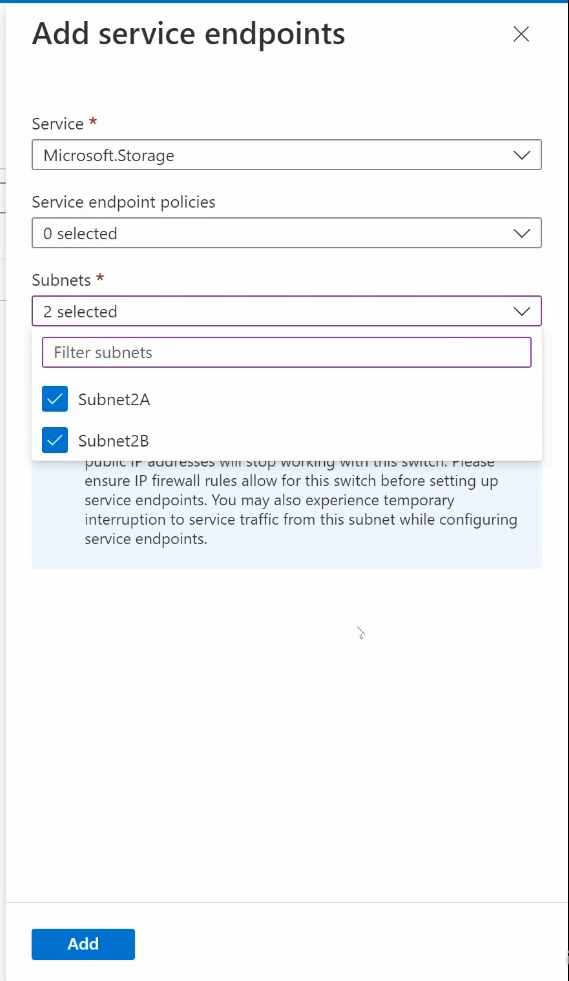 Add service endpoints
Service *
Microsoft.Storage
Service endpoint policies
0 selected
Subnets *
2 selected
Filter subnets
Subnet2A
Subnet2B
public IP addresses will stop working with this switch. Please
ensure IP firewall rules allow for this switch before setting up
service endpoints. You may also experience temporary
interruption to service traffic from this subnet while configuring
service endpoints.
Add